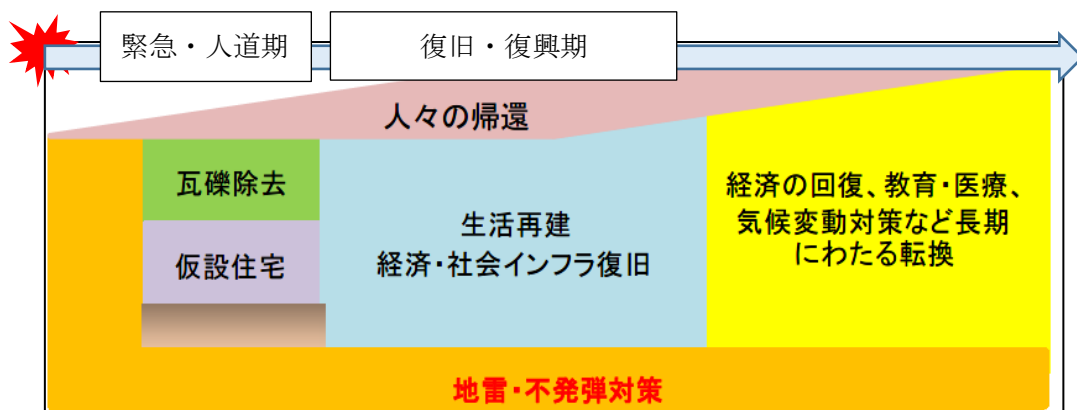 緊急・人道期
復旧・復興期
人々の帰還
瓦礫除去
仮設住宅
生活再建
経済・社会インフラ復旧
経済の回復、教育・医療、
気候変動対策など長期
にわたる転換
地雷・不発弾対策